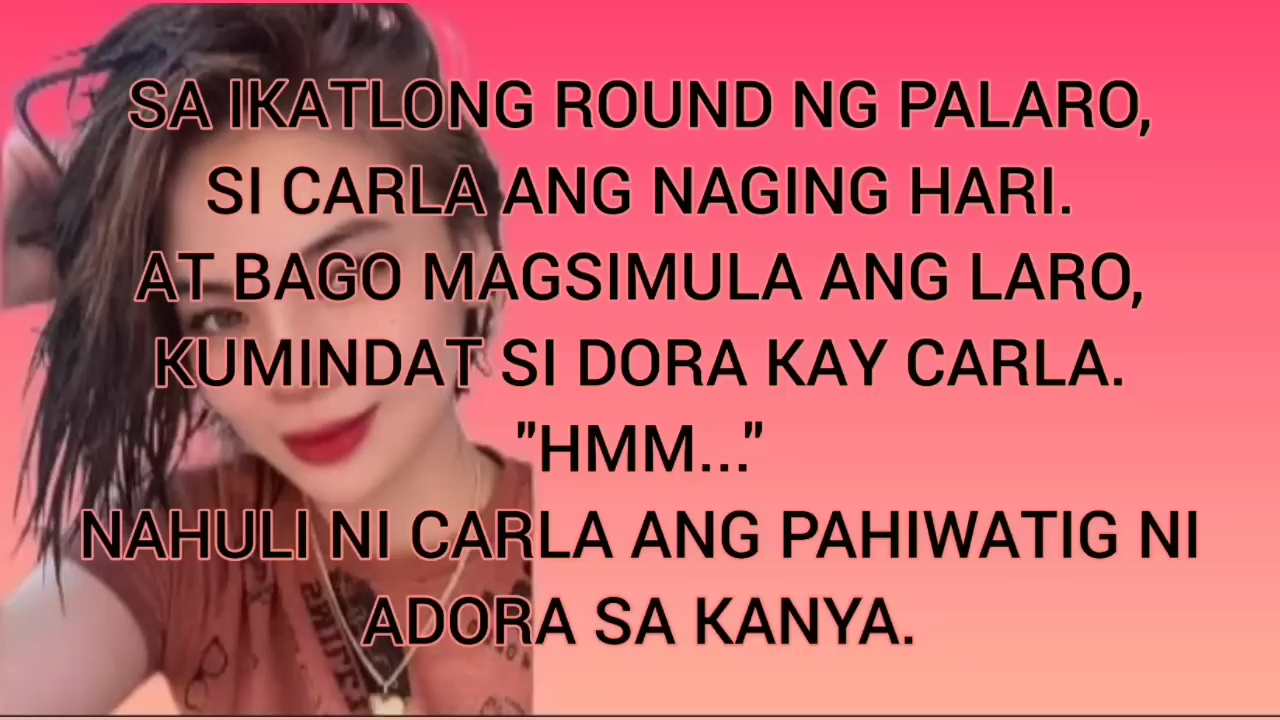 SA IKATLONG ROUND NG PALARO,
SI CARLA ANG NAGING HARI.
AT BAGO MAGSIMULA ANG LARO,
KUMINDAT SI DORA KAY CARLA.
"HMM..."
NAHULI NI CARLA ANG PAHIWATIG NI
ADORA SA KANYA.